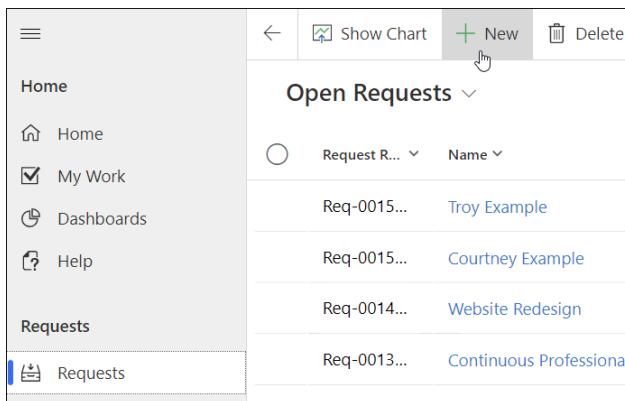 Show Chart
New
Delete
Home
Open Requests
Home
Request R...
Name
My Work
Req-0015...
Troy Example
Dashboards
Req-0015...
Courtney Example
Help
Req-0014...
Website Redesign
Requests
Req-0013...
Continuous Professiona
Requests